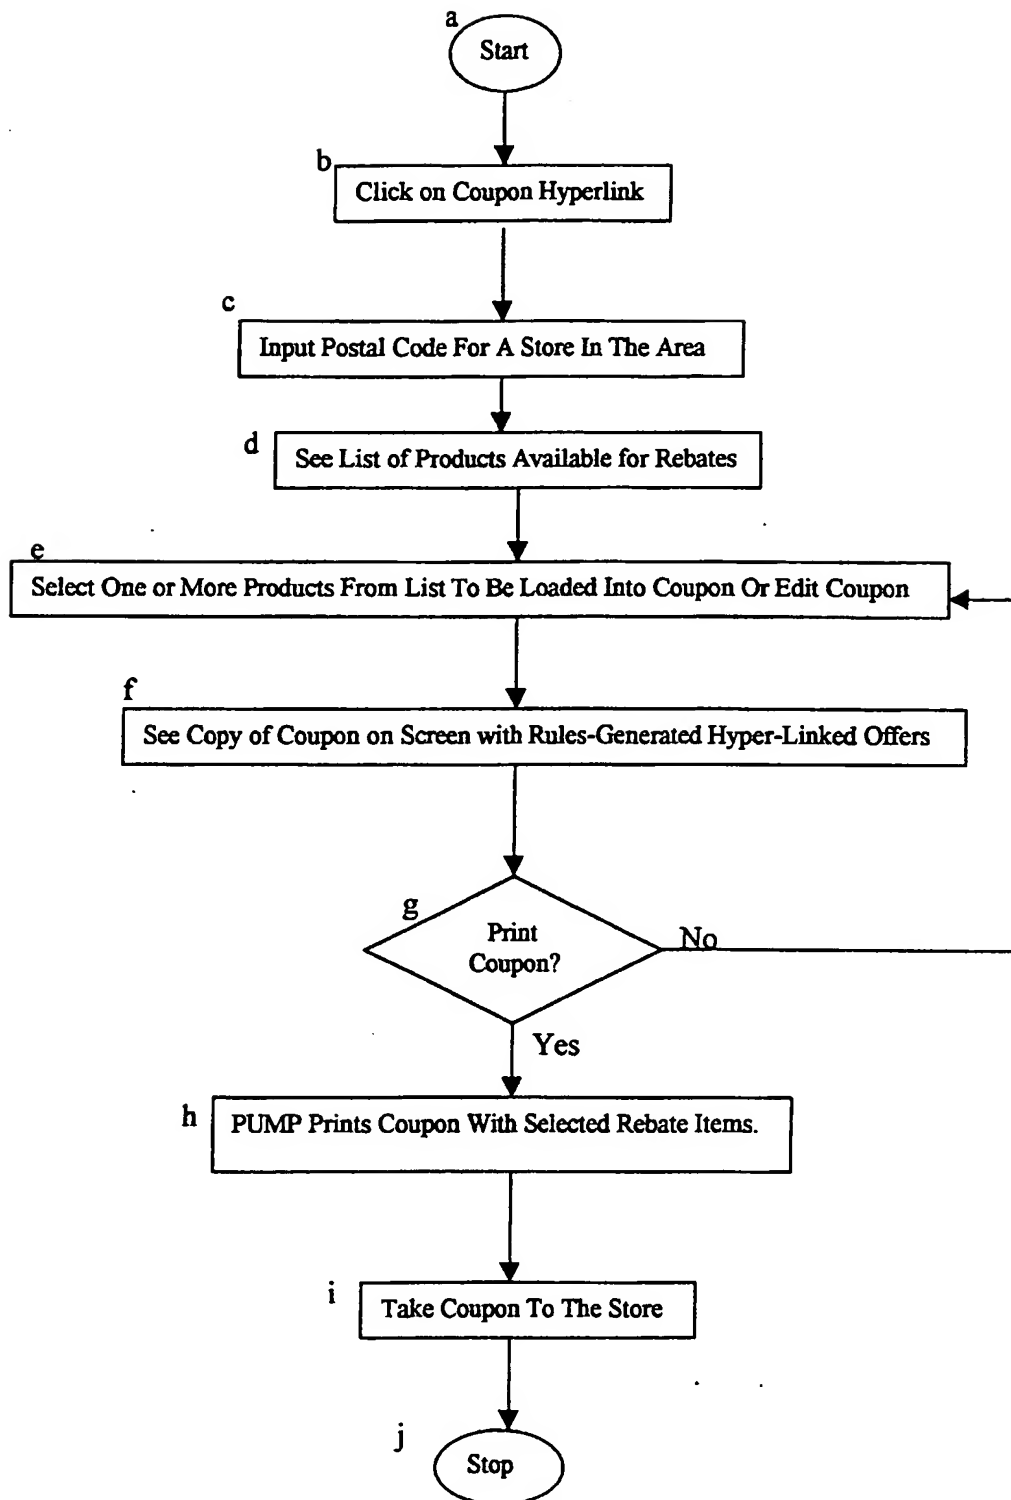 a
Start
b
Click on Coupon Hyperlink
c
Input Postal Code For A Store In The Area
d
See List of Products Available for Rebates
e
Select One or More Products From List To Be Loaded Into Coupon Or Edit Coupon
f
See Copy of Coupon on Screen with Rules-Generated Hyper-Linked Offers
g
Print
Coupon?
No
Yes
h
PUMP Prints Coupon With Selected Rebate Items.
i
Take Coupon To The Store
j
Stop